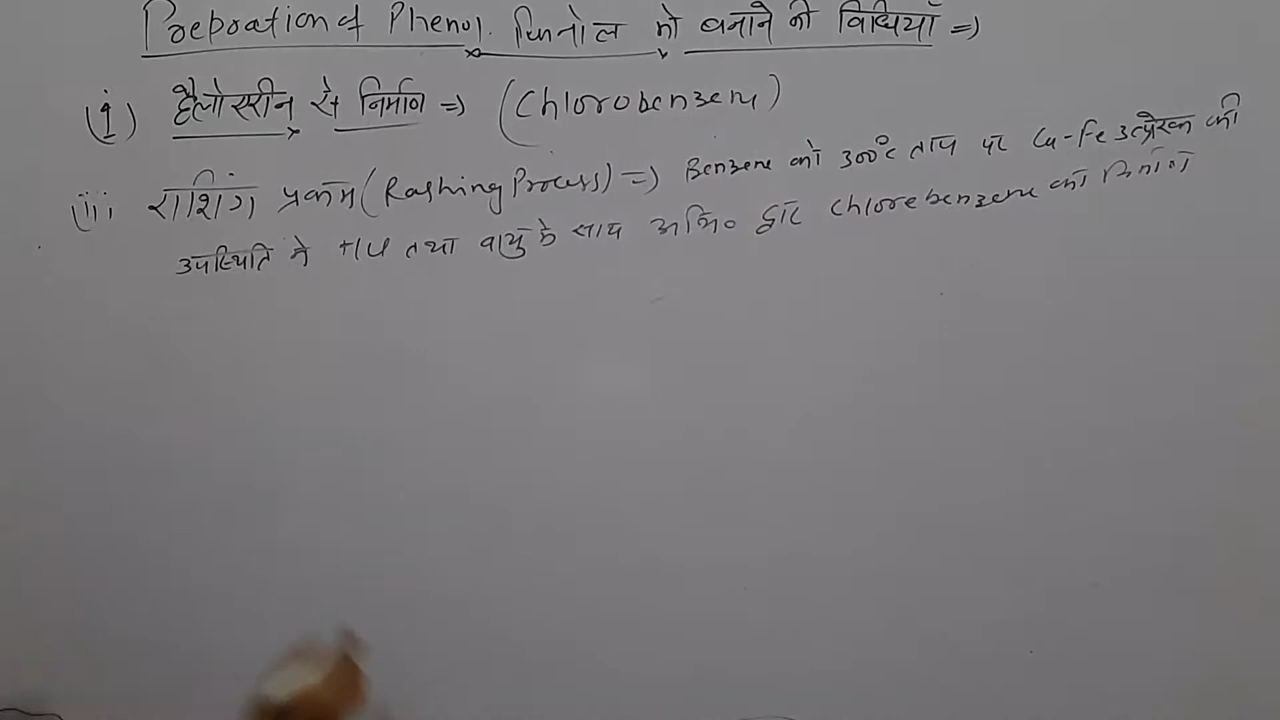 Preparation of Phenol. फिनोल को बनाने की विधियाँ =>
(i) हैलोएरीन से निर्माण => (Chlorobenzene)
(ii) राशिंग प्रक्रम (Rashing Process) => Benzene को 300°C ताप पर Cu-Fe उत्प्रेरक की
उपस्थिति में HCl तथा वायु के साथ अभि० द्वारा Chlorobenzene का निर्माण